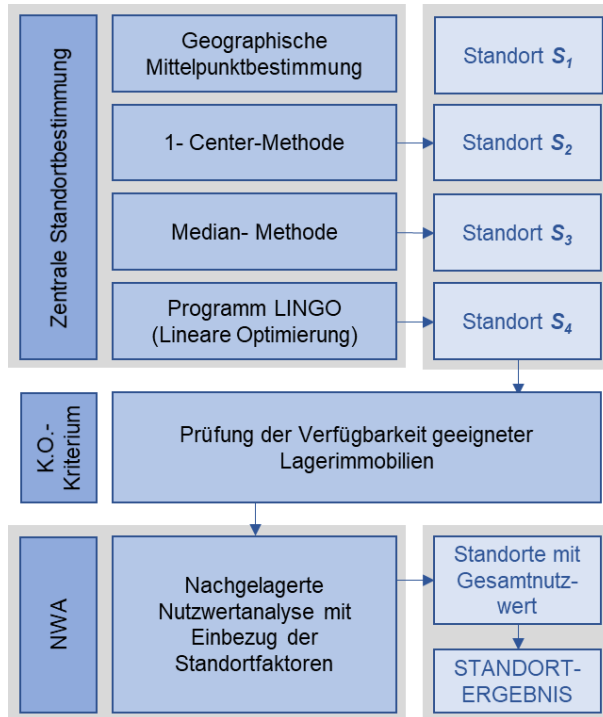 Zentrale Standortbestimmung
Geographische
Mittelpunktbestimmung
Standort S1
1- Center-Methode
Standort S2
Median- Methode
Standort S3
Programm LINGO
(Lineare Optimierung)
Standort S4
K.O.-
Kriterium
Prüfung der Verfügbarkeit geeigneter
Lagerimmobilien
NWA
Nachgelagerte
Nutzwertanalyse mit
Einbezug der
Standortfaktoren
Standorte mit
Gesamtnutz-
wert
STANDORT-
ERGEBNIS